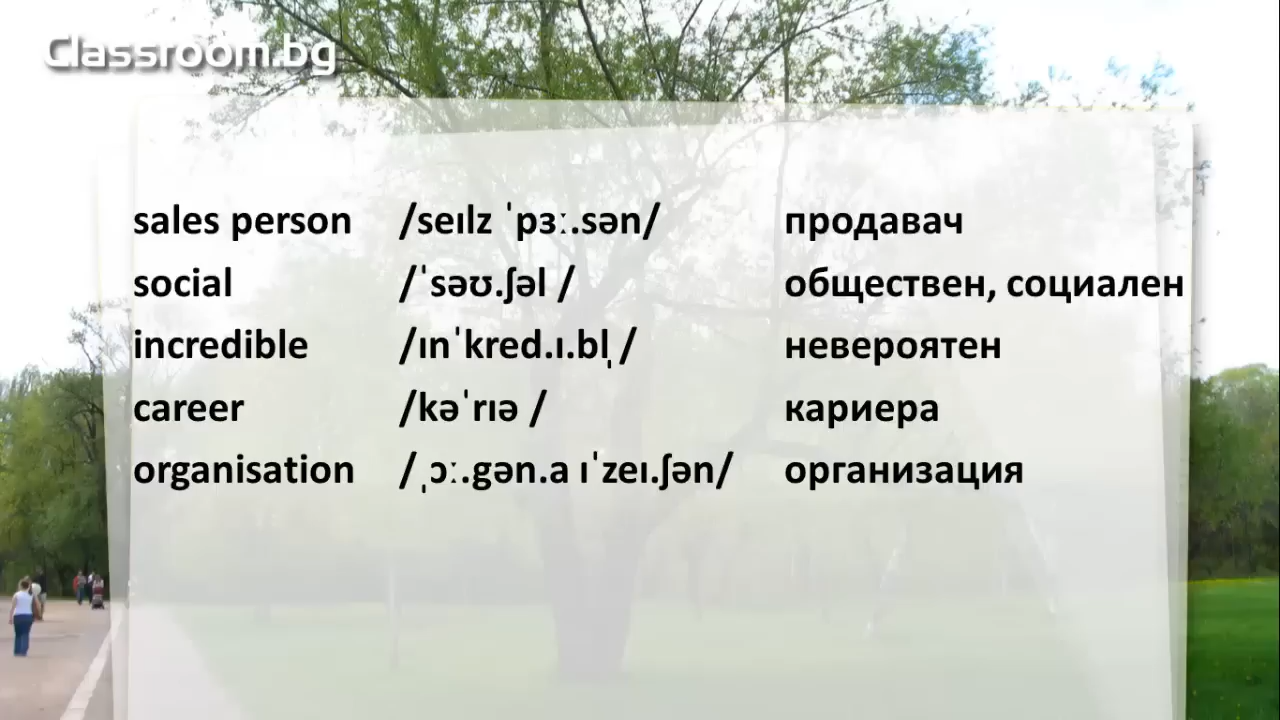 Classroom.bg
sales person /seɪlz ˈpɜː.sən/ продавач
social /ˈsəʊ.ʃəl / обществен, социален
incredible /ɪnˈkred.ɪ.bl̩ / невероятен
career /kəˈrɪə / кариера
organisation /ˌɔː.gən.a ɪˈzeɪ.ʃən/ организация